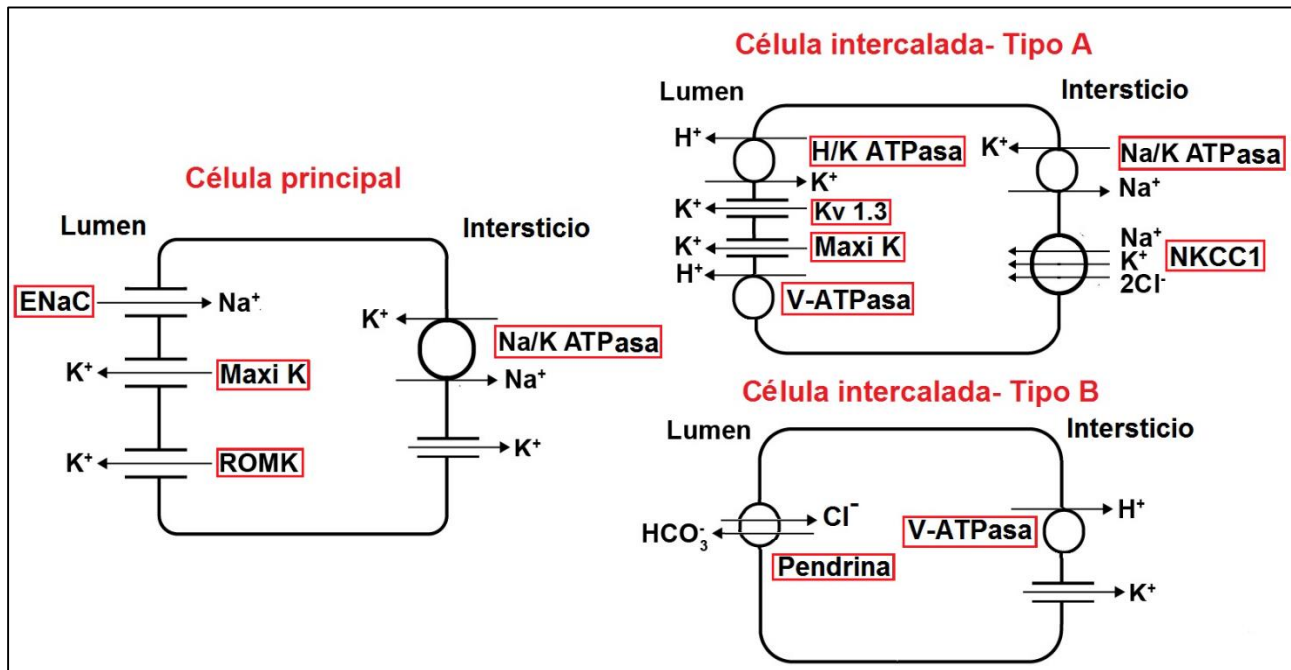 Célula principal
Lumen
Intersticio
ENaC
Na⁺
K⁺
Maxi K
K⁺
ROMK
K⁺
Na/K ATPasa
Na⁺
K⁺
Célula intercalada- Tipo A
Lumen
Intersticio
H⁺
H/K ATPasa
K⁺
K⁺
Kv 1.3
K⁺
Maxi K
H⁺
V-ATPasa
K⁺
Na/K ATPasa
Na⁺
Na⁺
K⁺
2Cl⁻
NKCC1
Célula intercalada- Tipo B
Lumen
Intersticio
Cl⁻
HCO₃⁻
Pendrina
V-ATPasa
H⁺
K⁺